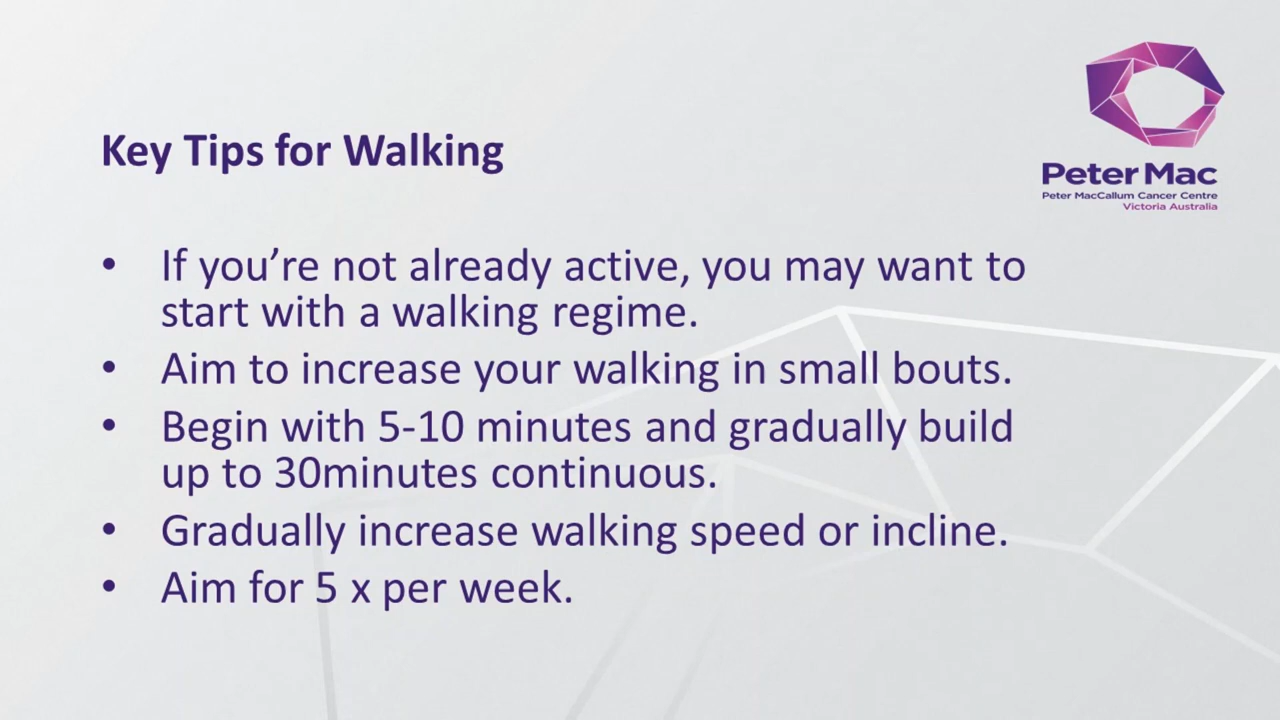 Key Tips for Walking
Peter Mac
Peter MacCallum Cancer Centre
Victoria Australia
• If you’re not already active, you may want to
start with a walking regime.
• Aim to increase your walking in small bouts.
• Begin with 5-10 minutes and gradually build
up to 30minutes continuous.
• Gradually increase walking speed or incline.
• Aim for 5 x per week.